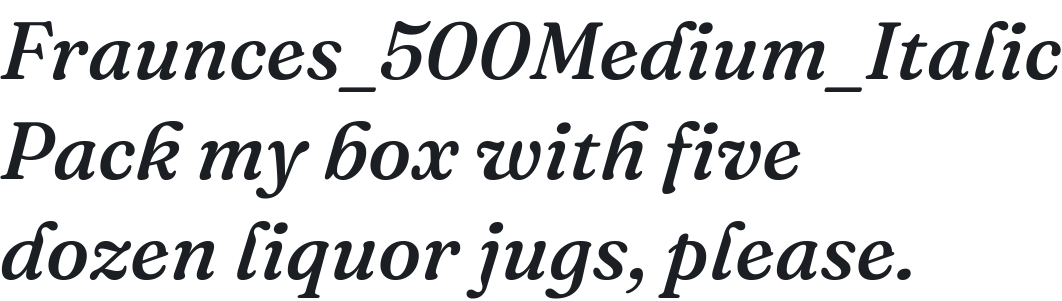 Fraunces_500Medium_Italic
Pack my box with five
dozen liquor jugs, please.